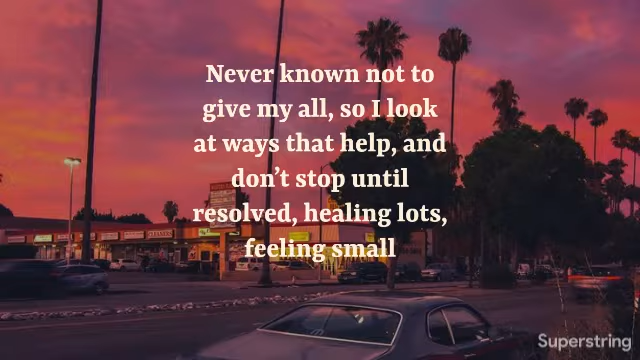 Never known not to
give my all, so I look
at ways that help, and
don't stop until
resolved, healing lots,
feeling small
Superstring